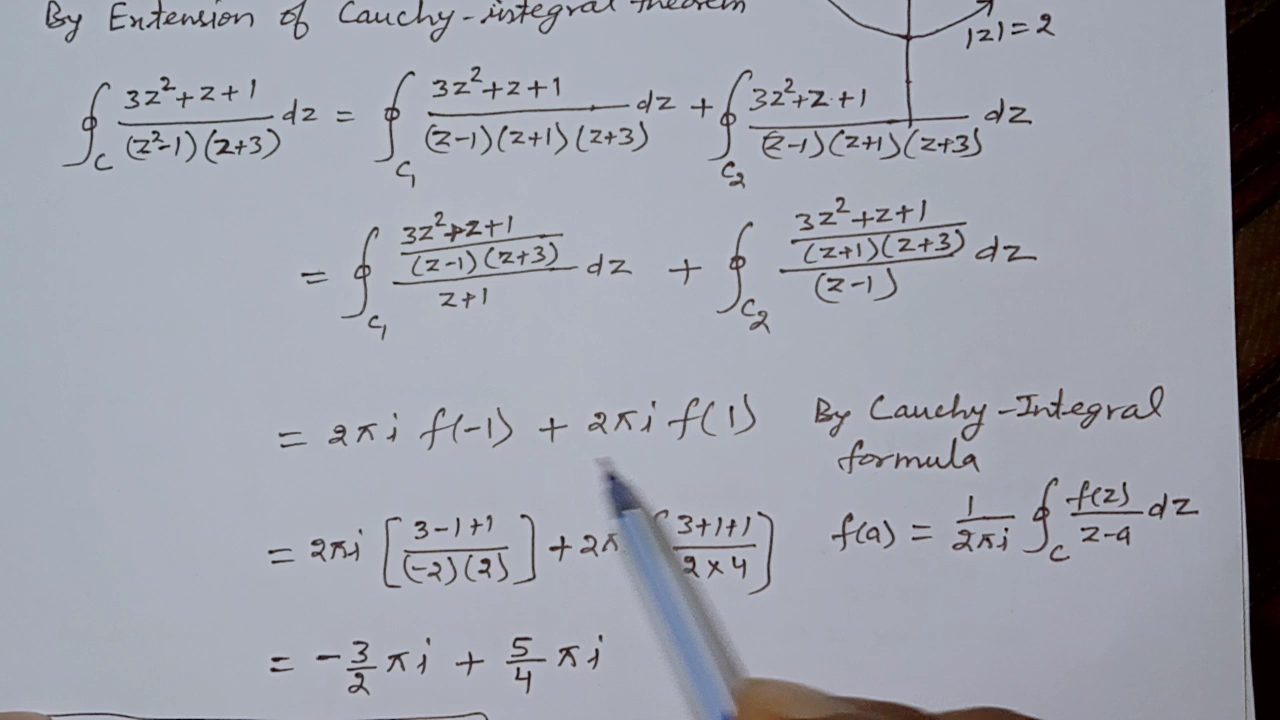 By Extension of Cauchy-integral theorem
|z|=2
∮_C (3z²+z+1)/((z²-1)(z+3)) dz = ∮_C₁ (3z²+z+1)/((z-1)(z+1)(z+3)) dz + ∮_C₂ (3z²+z+1)/((z-1)(z+1)(z+3)) dz
= ∮_C₁ ((3z²+z+1)/((z-1)(z+3)))/(z+1) dz + ∮_C₂ ((3z²+z+1)/((z+1)(z+3)))/((z-1)) dz
= 2πi f(-1) + 2πi f(1) By Cauchy-Integral
formula
= 2πi [(3-1+1)/((-2)(2))] + 2π [(3+1+1)/(2×4)] f(a) = 1/(2πi) ∮_C f(z)/(z-a) dz
= -3/2 πi + 5/4 πi